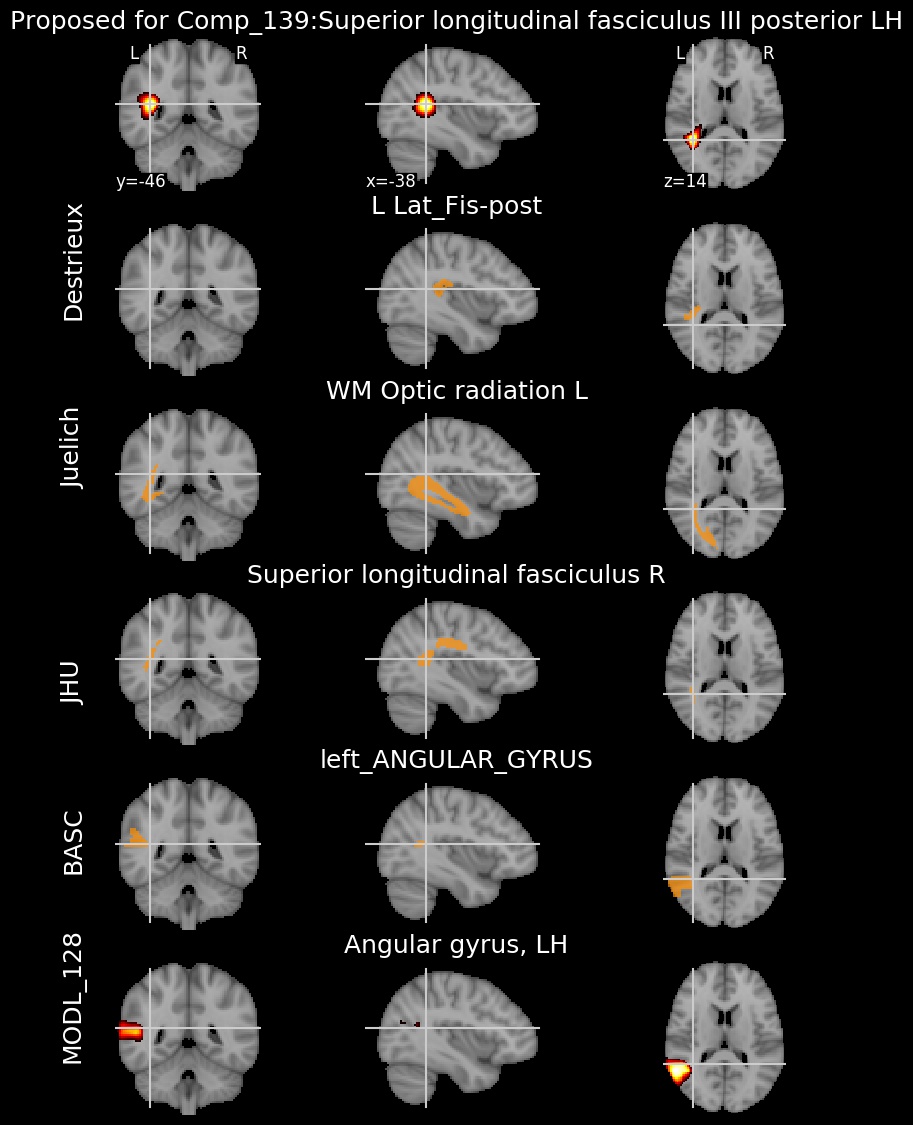 Proposed for Comp_139:Superior longitudinal fasciculus III posterior LH
L R L R
y=-46 x=-38 z=14
L Lat_Fis-post
Destrieux
WM Optic radiation L
Juelich
Superior longitudinal fasciculus R
JHU
left_ANGULAR_GYRUS
BASC
Angular gyrus, LH
MODL_128